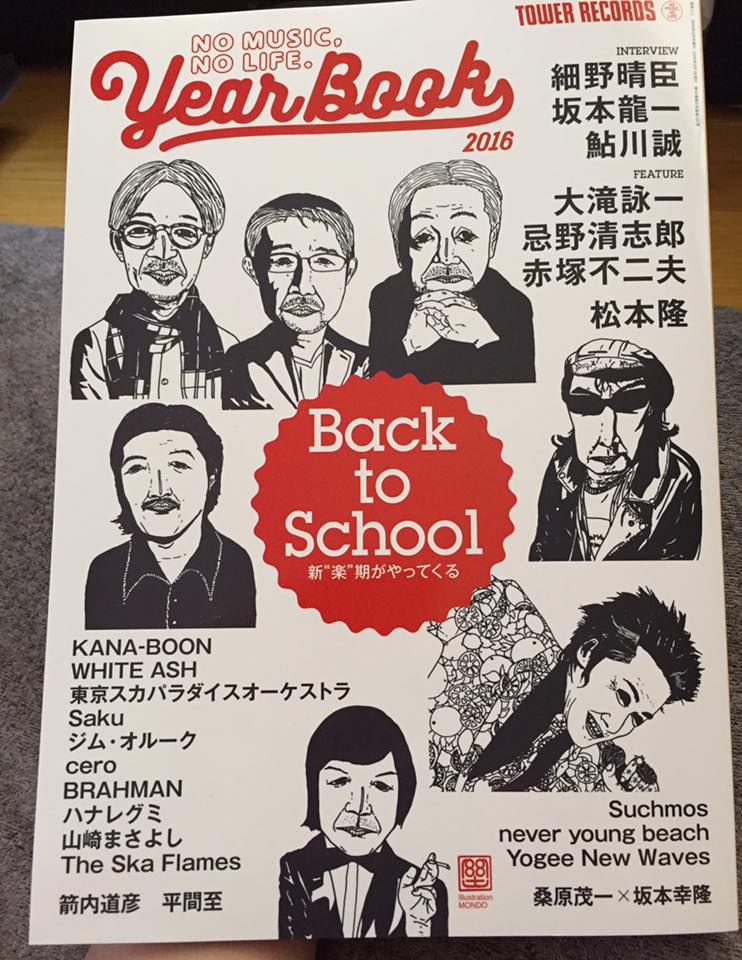 TOWER RECORDS
NO MUSIC,
NO LIFE.
Year Book
2016
INTERVIEW
細野晴臣
坂本龍一
鮎川誠
FEATURE
大滝詠一
忌野清志郎
赤塚不二夫
松本隆
Back
to
School
新“楽”期がやってくる
KANA-BOON
WHITE ASH
東京スカパラダイスオーケストラ
Saku
ジム・オルーク
cero
BRAHMAN
ハナレグミ
山崎まさよし
The Ska Flames
箭内道彦 平間至
Illustration
MONDO
Suchmos
never young beach
Yogee New Waves
桑原茂一×坂本幸隆